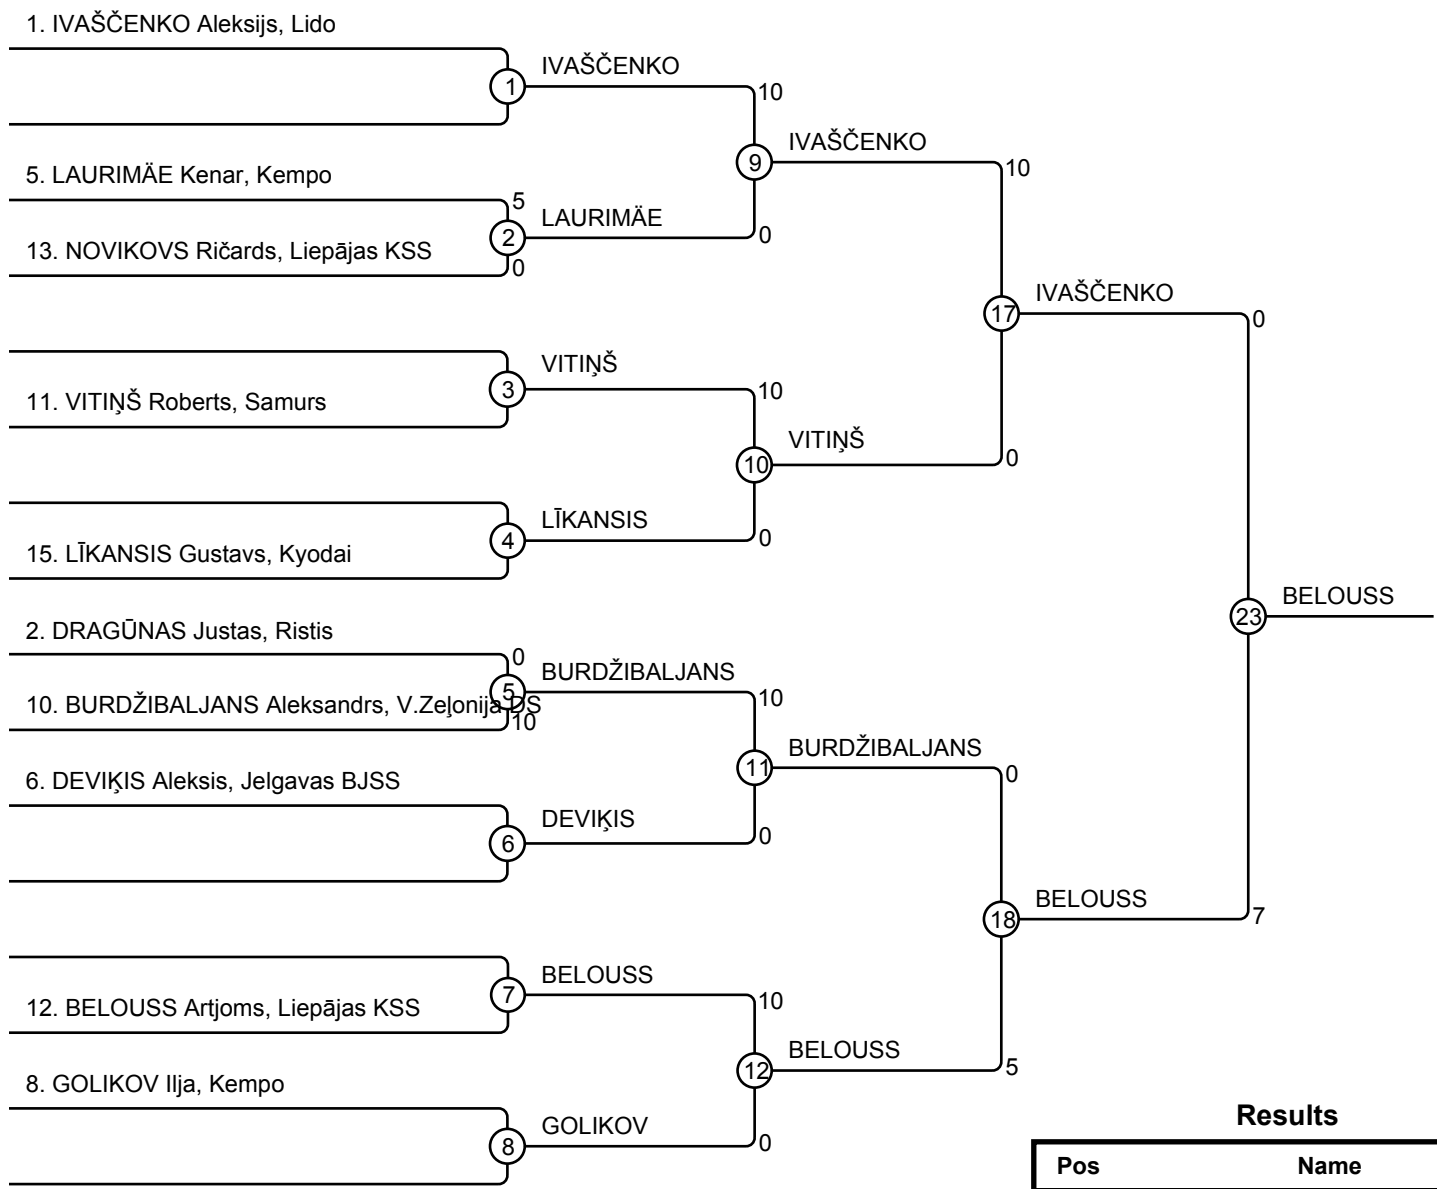 1. IVAŠČENKO Aleksijs, Lido
1
IVAŠČENKO
10
5. LAURIMÄE Kenar, Kempo
5
13. NOVIKOVS Ričards, Liepājas KSS
0
2
LAURIMÄE
0
9
IVAŠČENKO
10
11. VITIŅŠ Roberts, Samurs
3
VITIŅŠ
10
15. LĪKANSIS Gustavs, Kyodai
4
LĪKANSIS
0
10
VITIŅŠ
0
17
IVAŠČENKO
0
2. DRAGŪNAS Justas, Ristis
0
10. BURDŽIBALJANS Aleksandrs, V.Zeļonija DS
10
5
BURDŽIBALJANS
10
6. DEVIĶIS Aleksis, Jelgavas BJSS
6
DEVIĶIS
0
11
BURDŽIBALJANS
0
12. BELOUSS Artjoms, Liepājas KSS
7
BELOUSS
10
8. GOLIKOV Ilja, Kempo
8
GOLIKOV
0
12
BELOUSS
5
18
BELOUSS
7
23
BELOUSS
Results
Pos Name